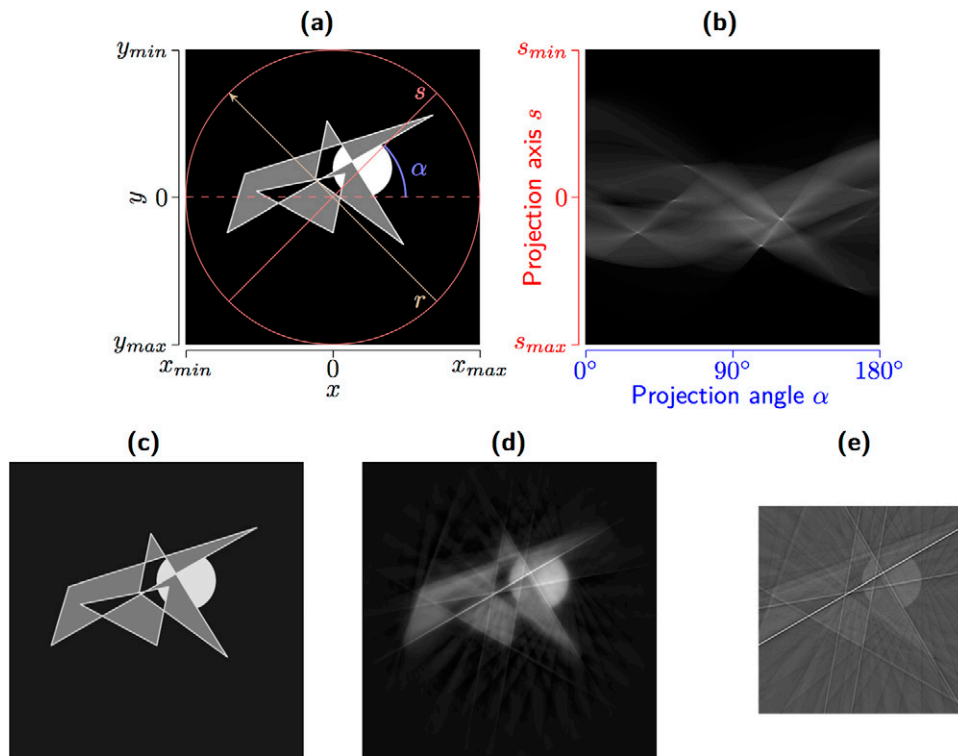 (a)
y_min
0
y
y_max
s
α
r
x_min
0
x_max
x
(b)
s_min
Projection axis s
0
s_max
0°
90°
180°
Projection angle α
(c)
(d)
(e)